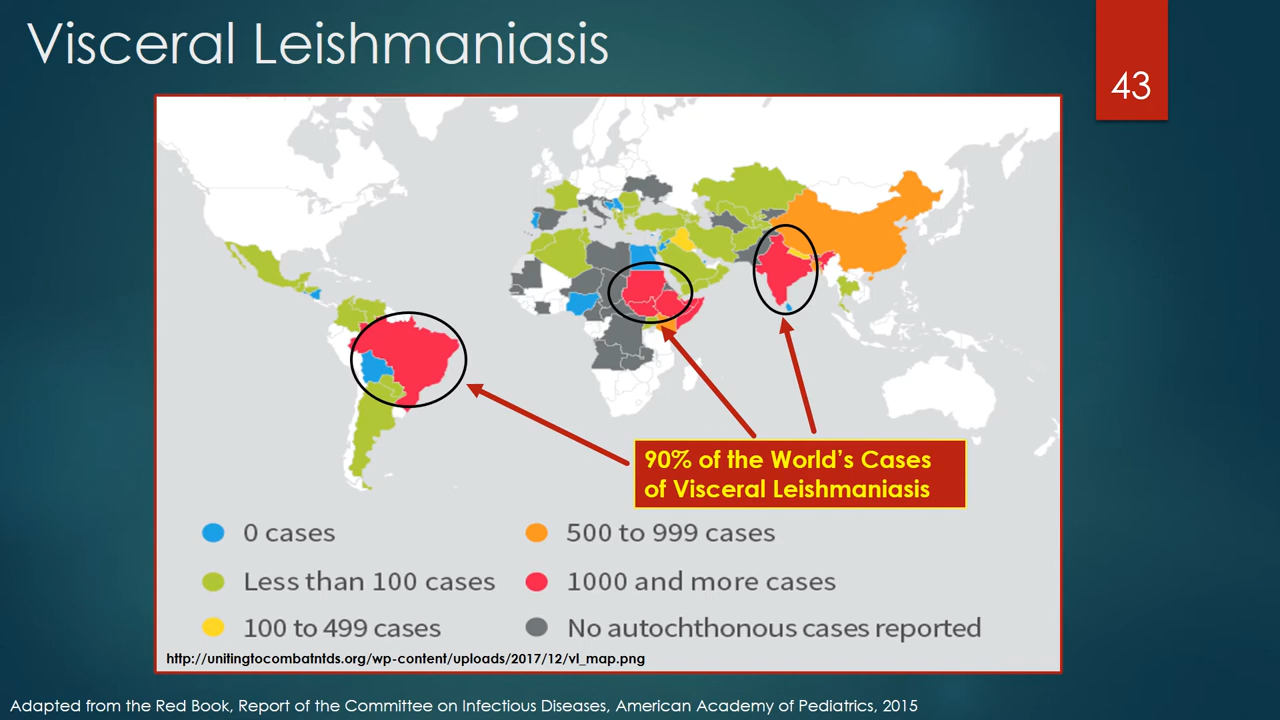 Visceral Leishmaniasis
43
90% of the World's Cases
of Visceral Leishmaniasis
0 cases
500 to 999 cases
Less than 100 cases
1000 and more cases
100 to 499 cases
No autochthonous cases reported
http://unitingtocombatntds.org/wp-content/uploads/2017/12/vl_map.png
Adapted from the Red Book, Report of the Committee on Infectious Diseases, American Academy of Pediatrics, 2015